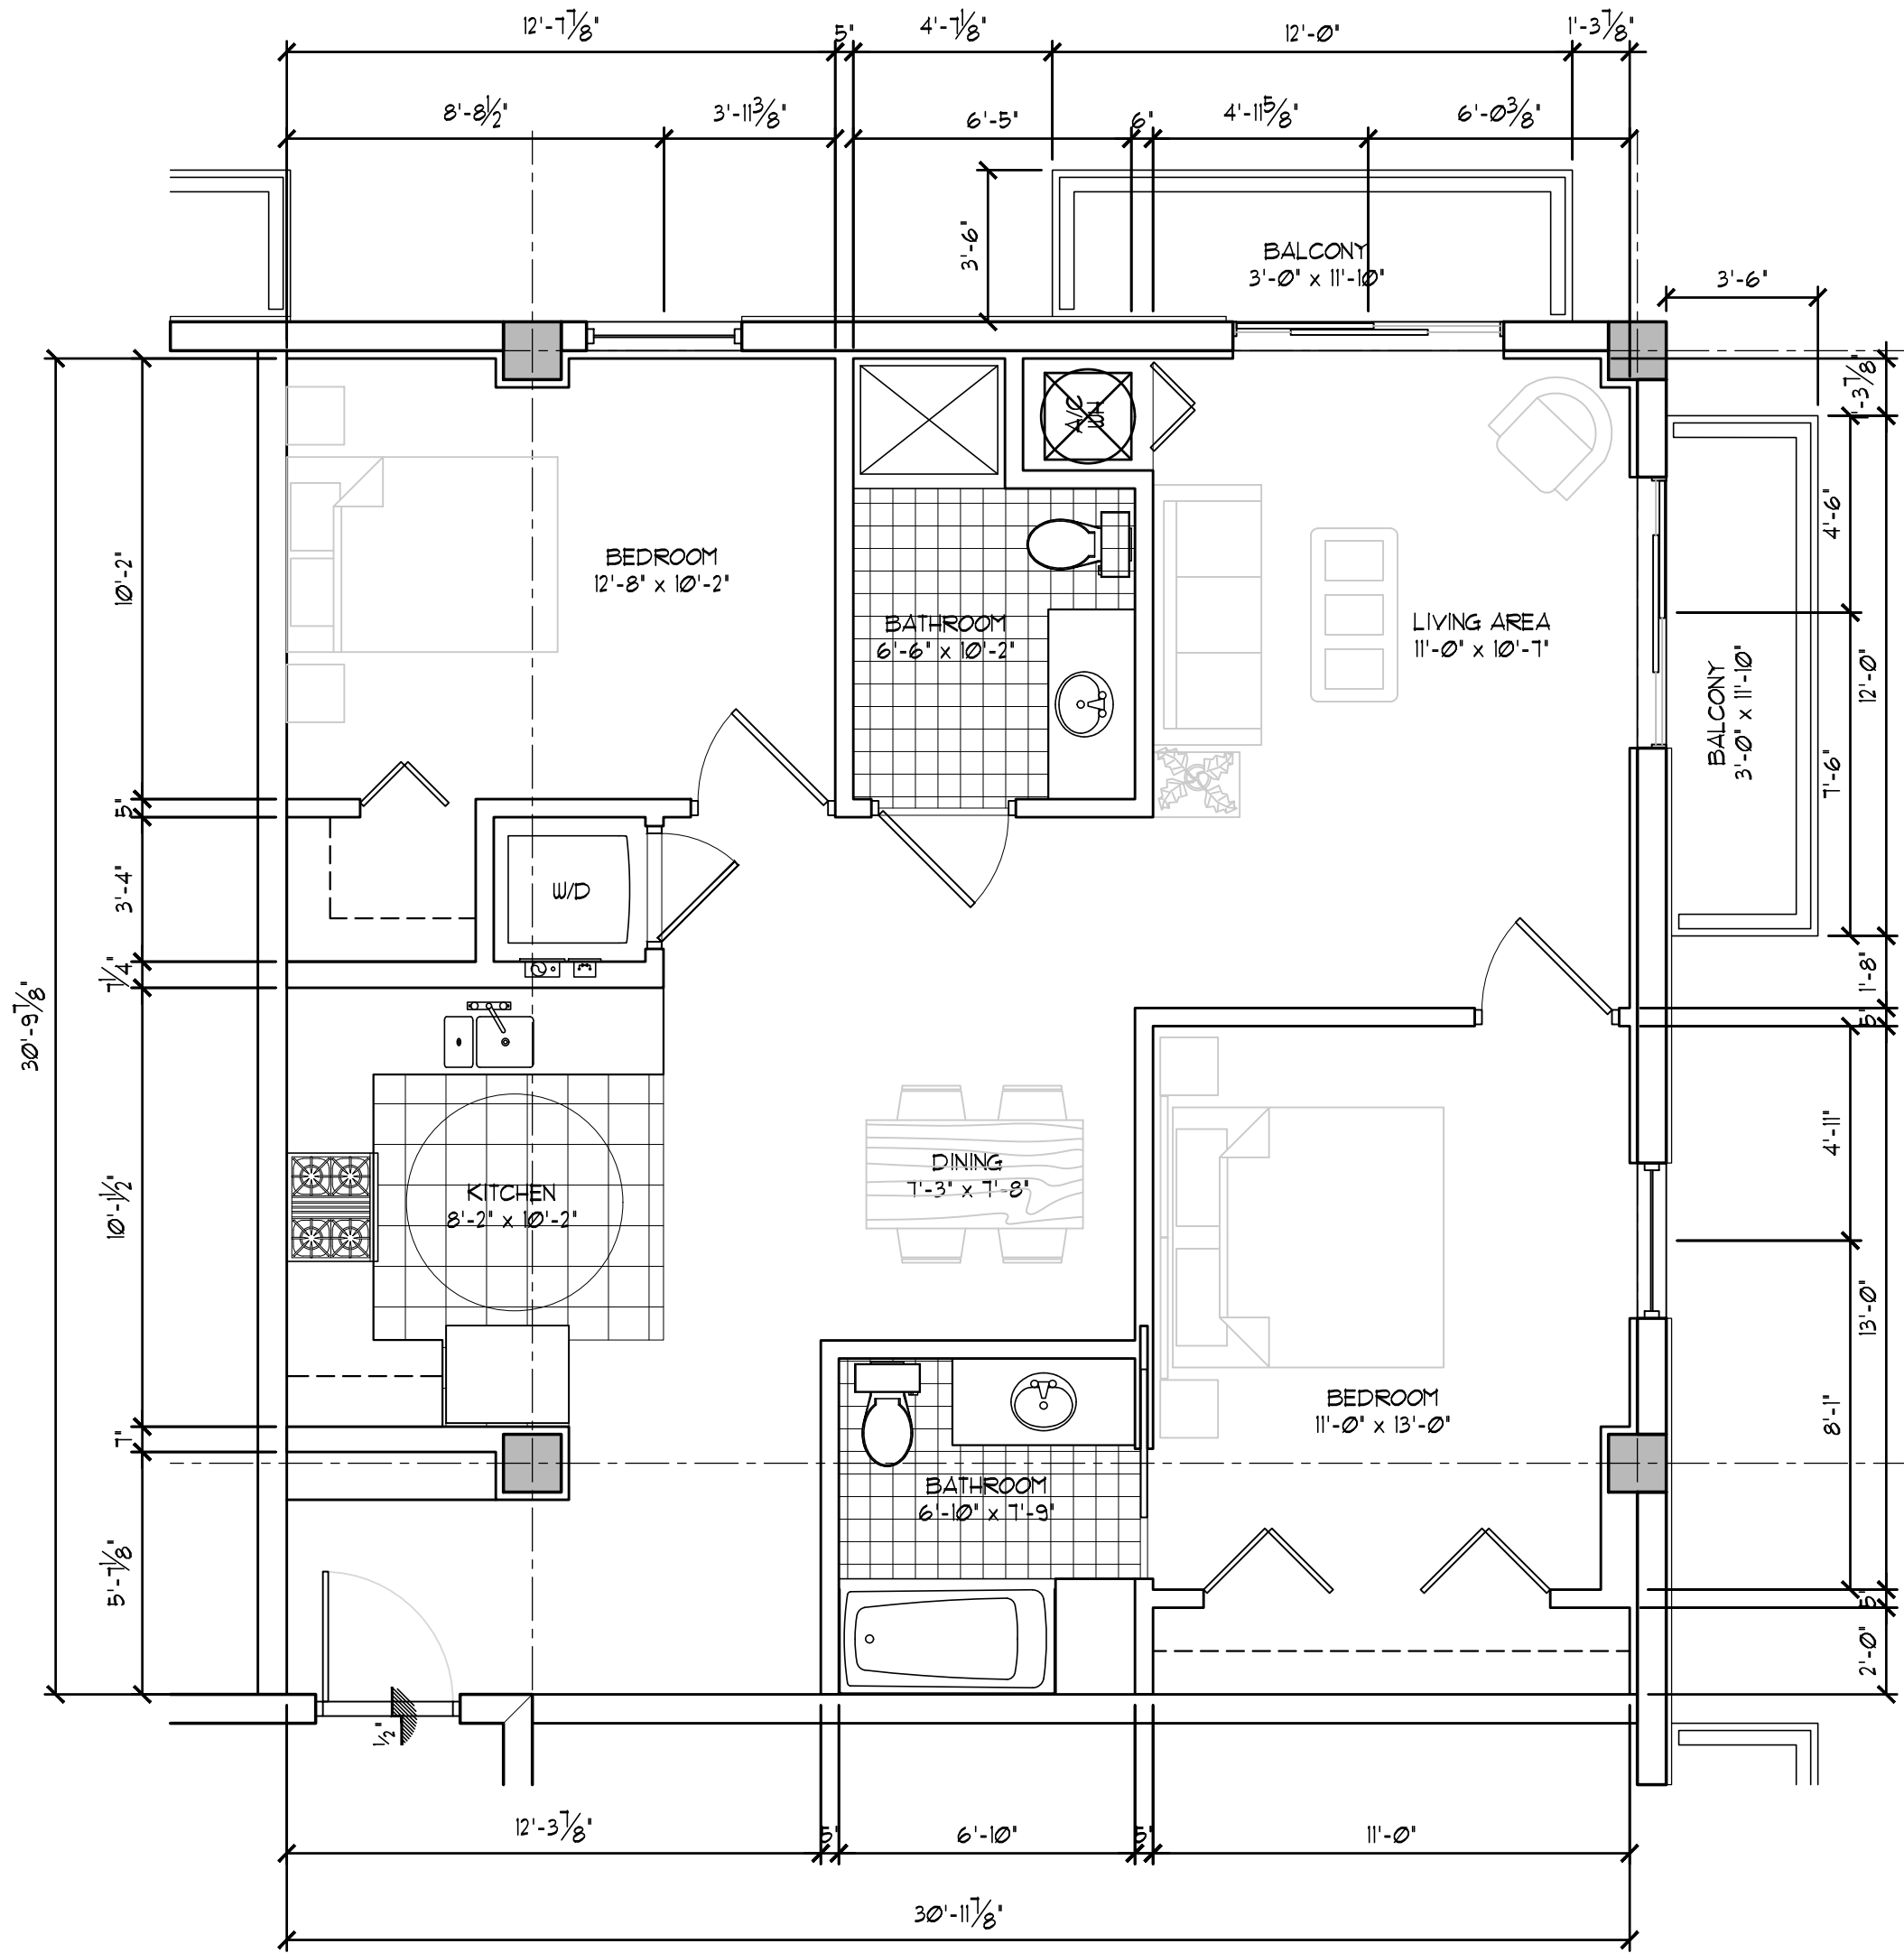 12'-7 7/8"
5"
4'-7 1/8"
12'-0"
1'-3 7/8"
8'-8 1/2"
3'-11 3/8"
6'-5"
6"
4'-11 5/8"
6'-0 3/8"
3'-6"
BALCONY
3'-0" x 11'-10"
3'-6"
1'-3 7/8"
A/C
WH
10'-2"
BEDROOM
12'-8" x 10'-2"
BATHROOM
6'-6" x 10'-2"
LIVING AREA
11'-0" x 10'-7"
BALCONY
3'-0" x 11'-10"
4'-6"
12'-0"
7'-6"
5"
3'-4"
W/D
7 1/4"
1'-8"
5"
30'-9 7/8"
10'-1 1/2"
KITCHEN
8'-2" x 10'-2"
DINING
7'-3" x 7'-8"
4'-11"
13'-0"
8'-1"
BEDROOM
11'-0" x 13'-0"
7"
BATHROOM
6'-10" x 7'-9"
5'-7 1/8"
5"
2'-0"
1/2"
12'-3 7/8"
5"
6'-10"
5"
11'-0"
30'-11 7/8"